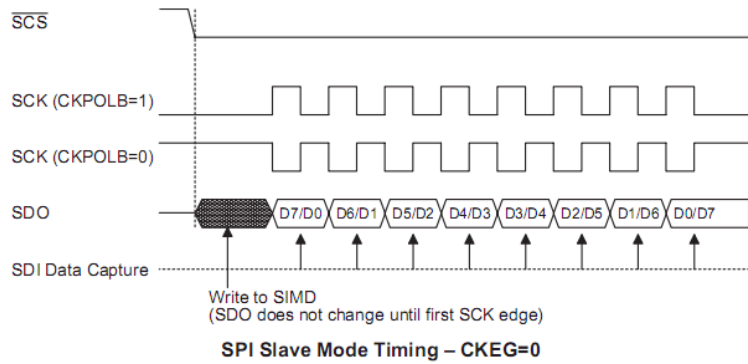 SCS
SCK (CKPOLB=1)
SCK (CKPOLB=0)
SDO D7/D0 D6/D1 D5/D2 D4/D3 D3/D4 D2/D5 D1/D6 D0/D7
SDI Data Capture
Write to SIMD
(SDO does not change until first SCK edge)
SPI Slave Mode Timing – CKEG=0